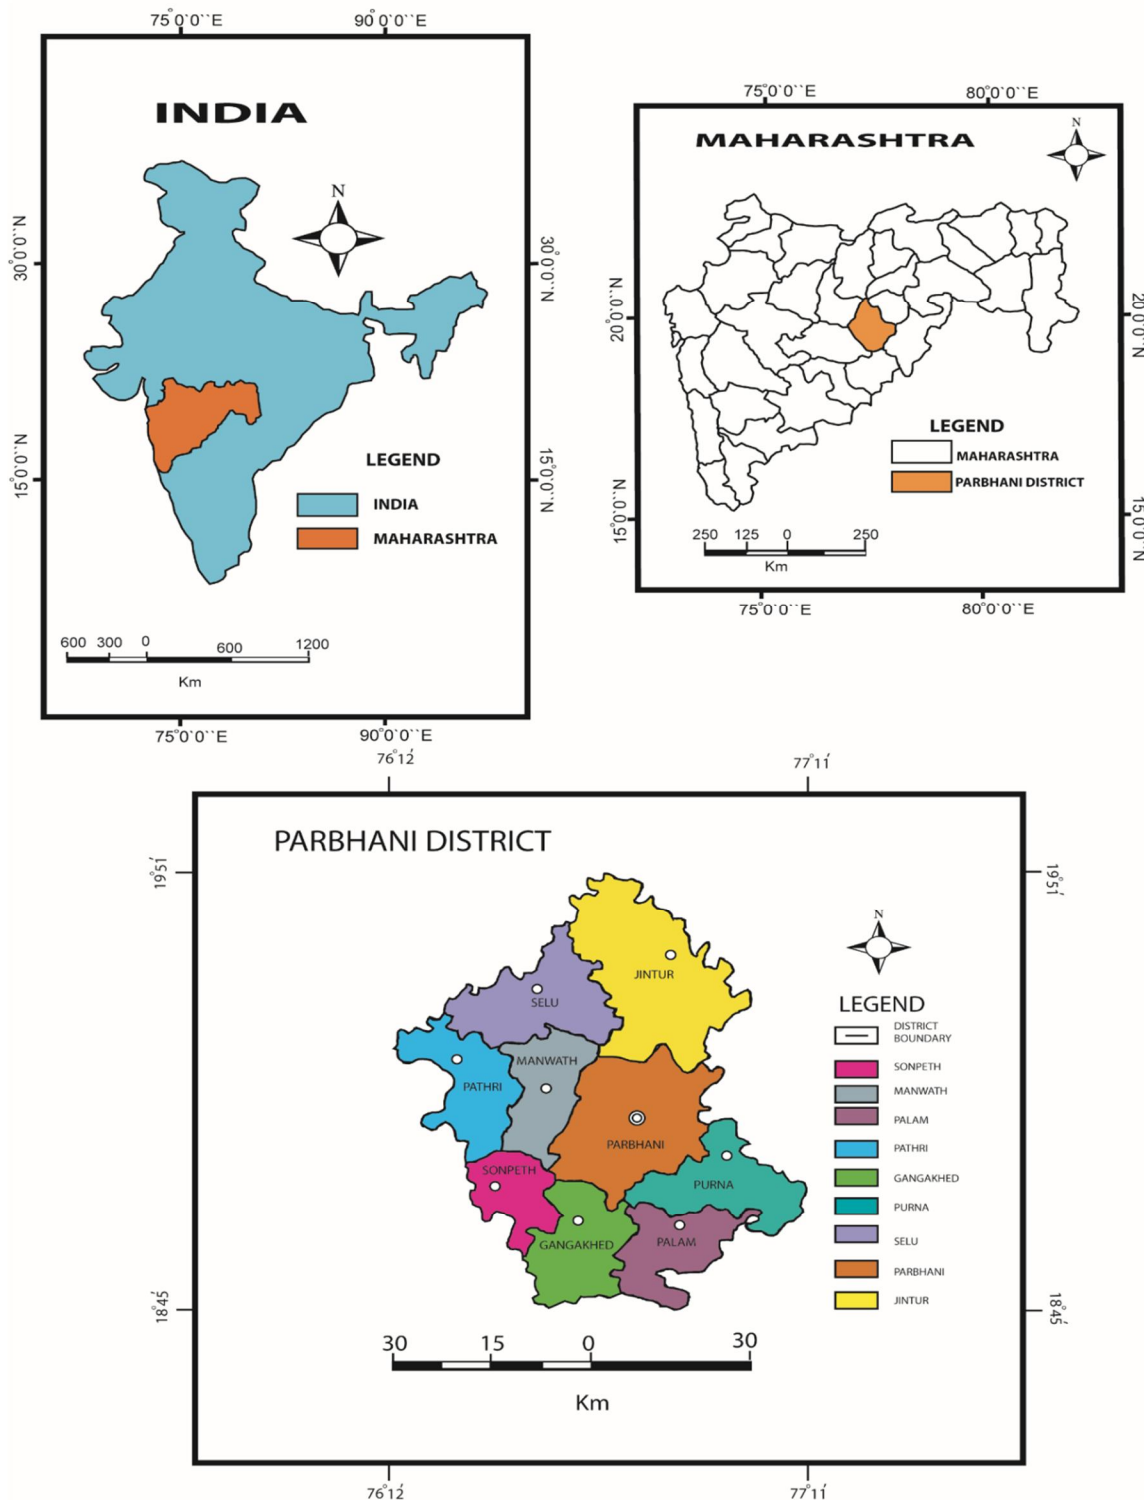 75°0'0``E 90°0'0``E
INDIA
N
30°0'0``N 30°0'0``N
15°0'0``N 15°0'0``N
LEGEND
INDIA
MAHARASHTRA
600 300 0 600 1200
Km
75°0'0``E 90°0'0``E
75°0'0``E 80°0'0``E
MAHARASHTRA
N
20°0'0``N 20°0'0``N
LEGEND
MAHARASHTRA
PARBHANI DISTRICT
15°0'0``N 15°0'0``N
250 125 0 250
Km
75°0'0``E 80°0'0``E
76°12' 77°11'
PARBHANI DISTRICT
19°51' 19°51'
N
JINTUR
SELU
MANWATH
PATHRI
PARBHANI
SONPETH
PURNA
GANGAKHED
PALAM
LEGEND
DISTRICT
BOUNDARY
SONPETH
MANWATH
PALAM
PATHRI
GANGAKHED
PURNA
SELU
PARBHANI
JINTUR
18°45' 18°45'
30 15 0 30
Km
76°12' 77°11'